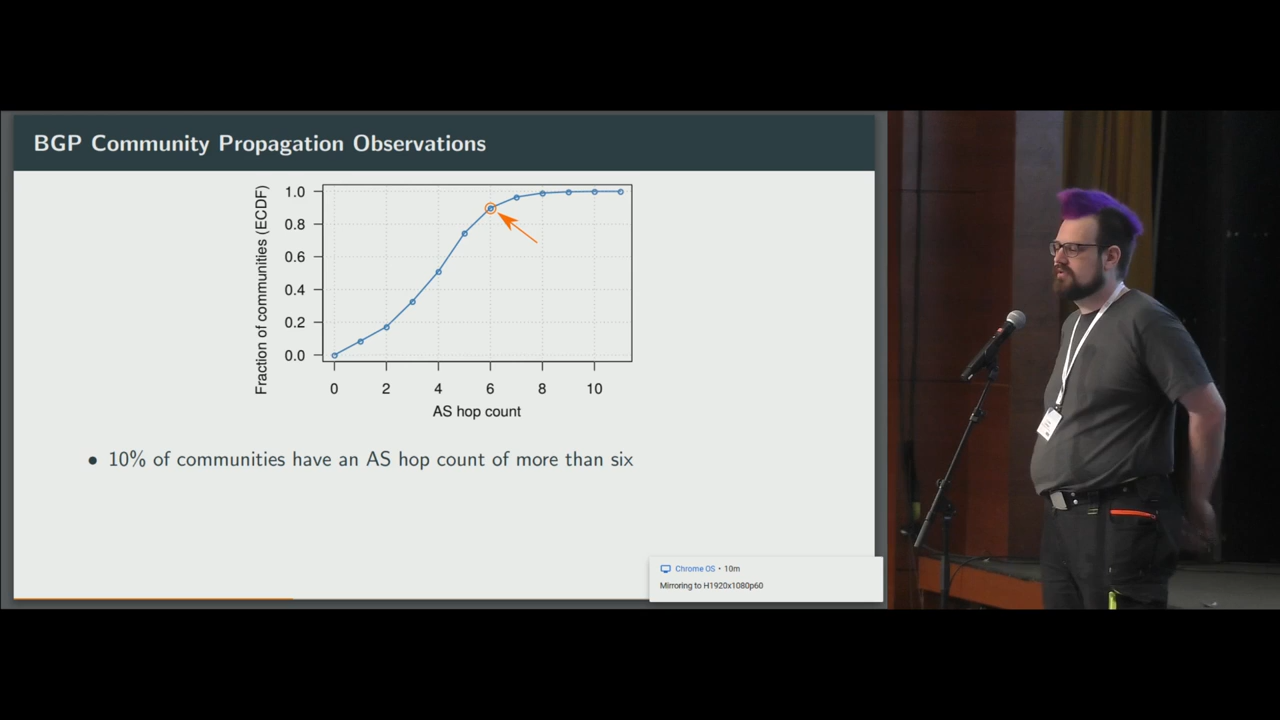 BGP Community Propagation Observations
Fraction of communities (ECDF)
1.0
0.8
0.6
0.4
0.2
0.0
0 2 4 6 8 10
AS hop count
• 10% of communities have an AS hop count of more than six
Chrome OS • 10m
Mirroring to H1920x1080p60